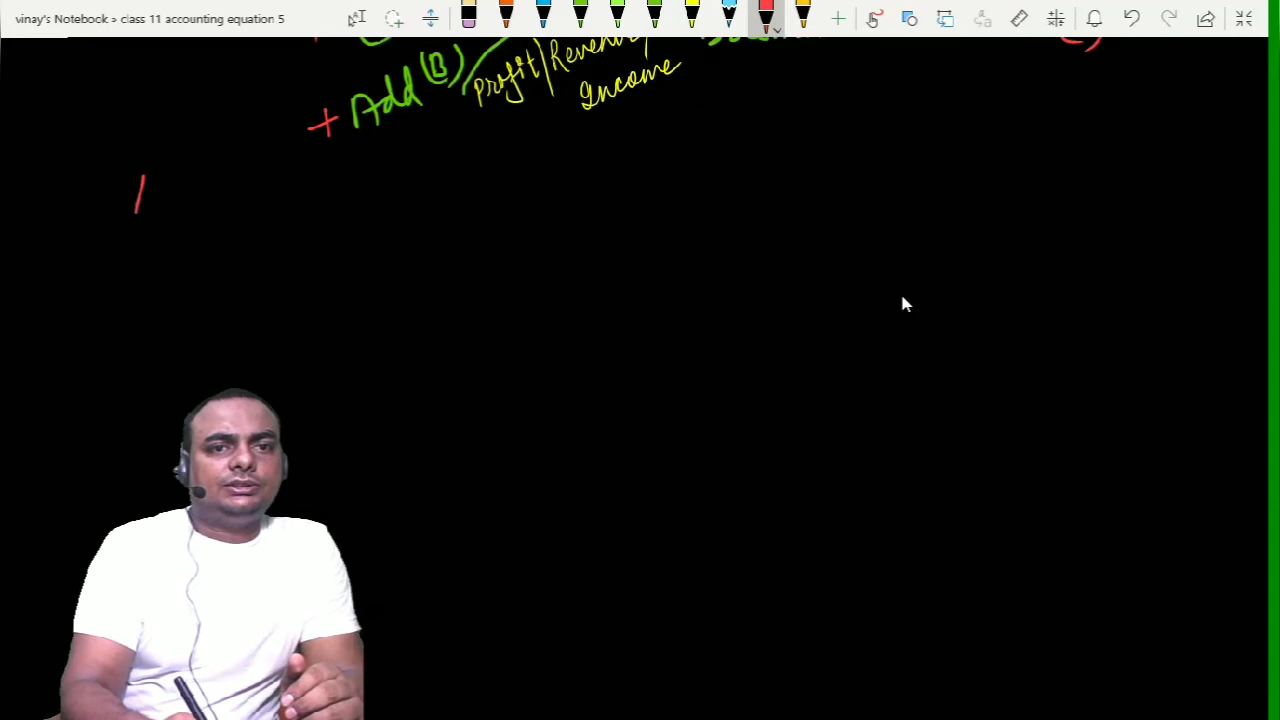 vinay's Notebook > class 11 accounting equation 5
Profit/Revenue/
Income
+ Add (B)